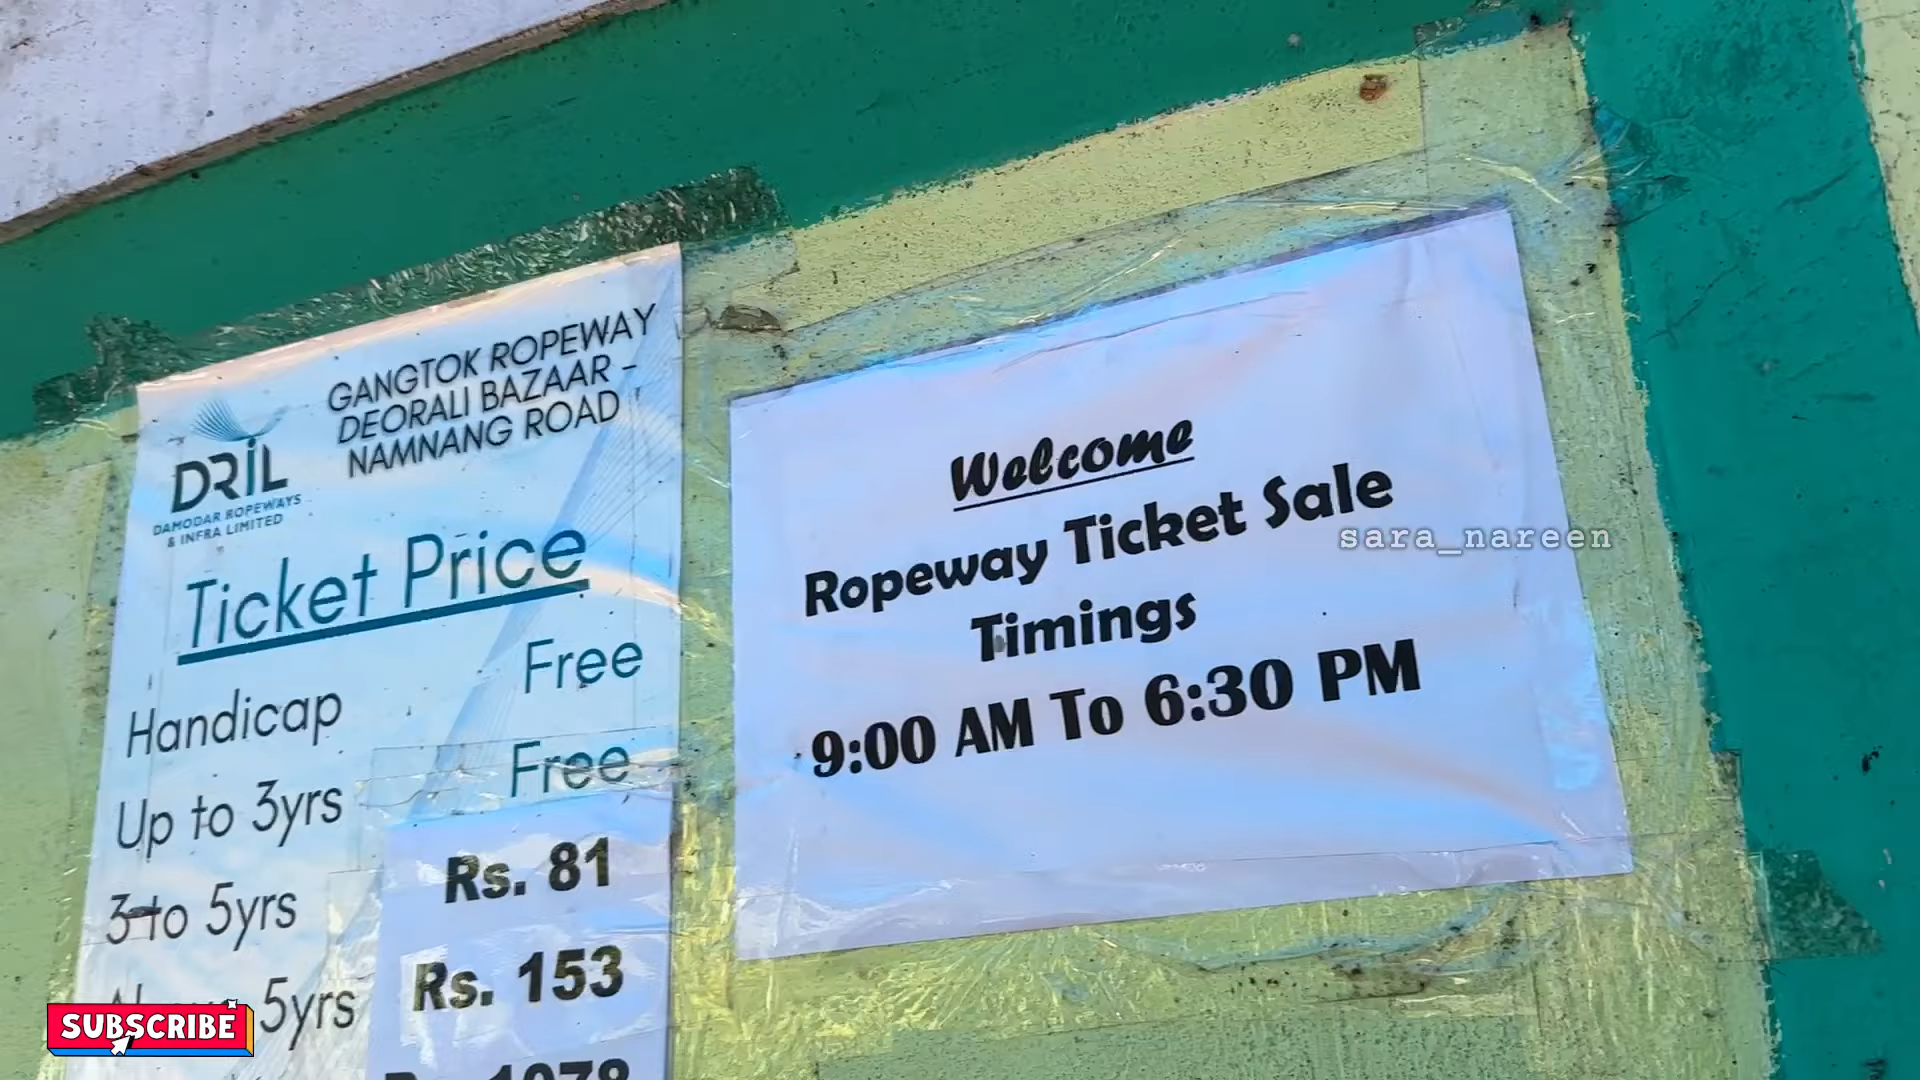 GANGTOK ROPEWAY
DEORALI BAZAAR –
NAMNANG ROAD
DRIL
DAMODAR ROPEWAYS
& INFRA LIMITED
Ticket Price
Handicap Free
Up to 3yrs Free
3 to 5yrs Rs. 81
5yrs Rs. 153
Welcome
Ropeway Ticket Sale
Timings
9:00 AM To 6:30 PM
sara_nareen
SUBSCRIBE